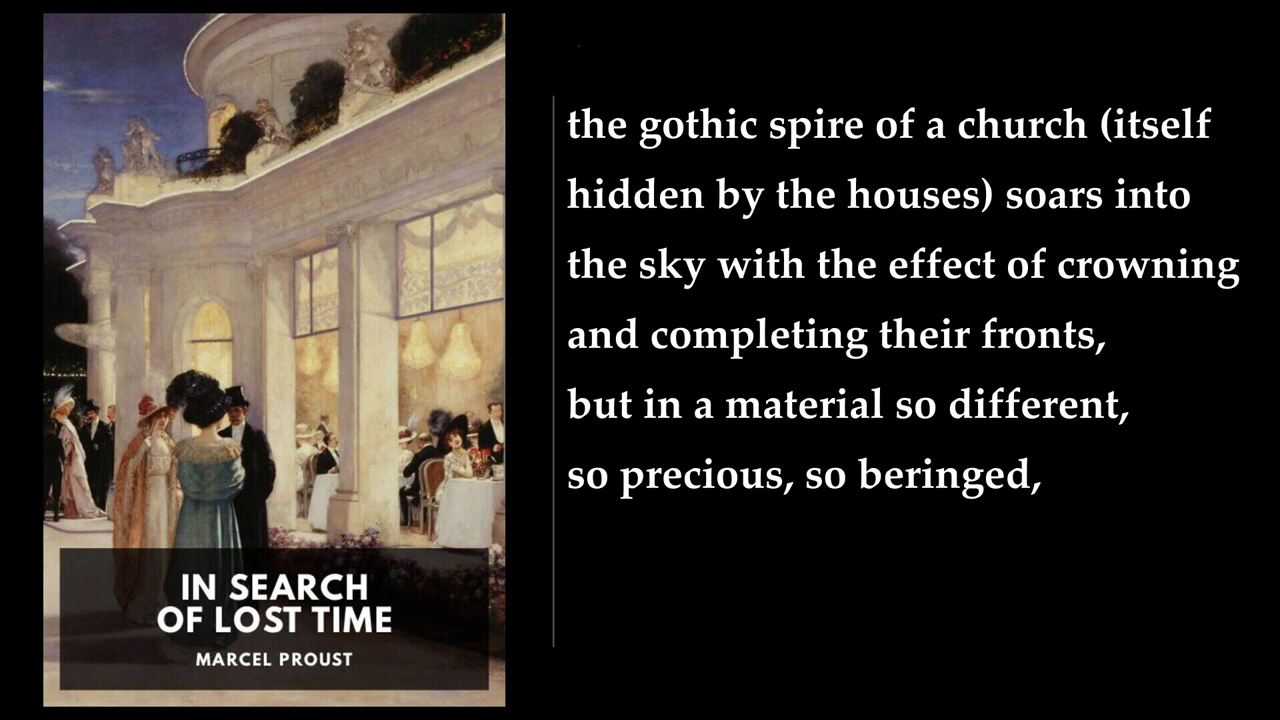 the gothic spire of a church (itself
hidden by the houses) soars into
the sky with the effect of crowning
and completing their fronts,
but in a material so different,
so precious, so beringed,
IN SEARCH
OF LOST TIME
MARCEL PROUST